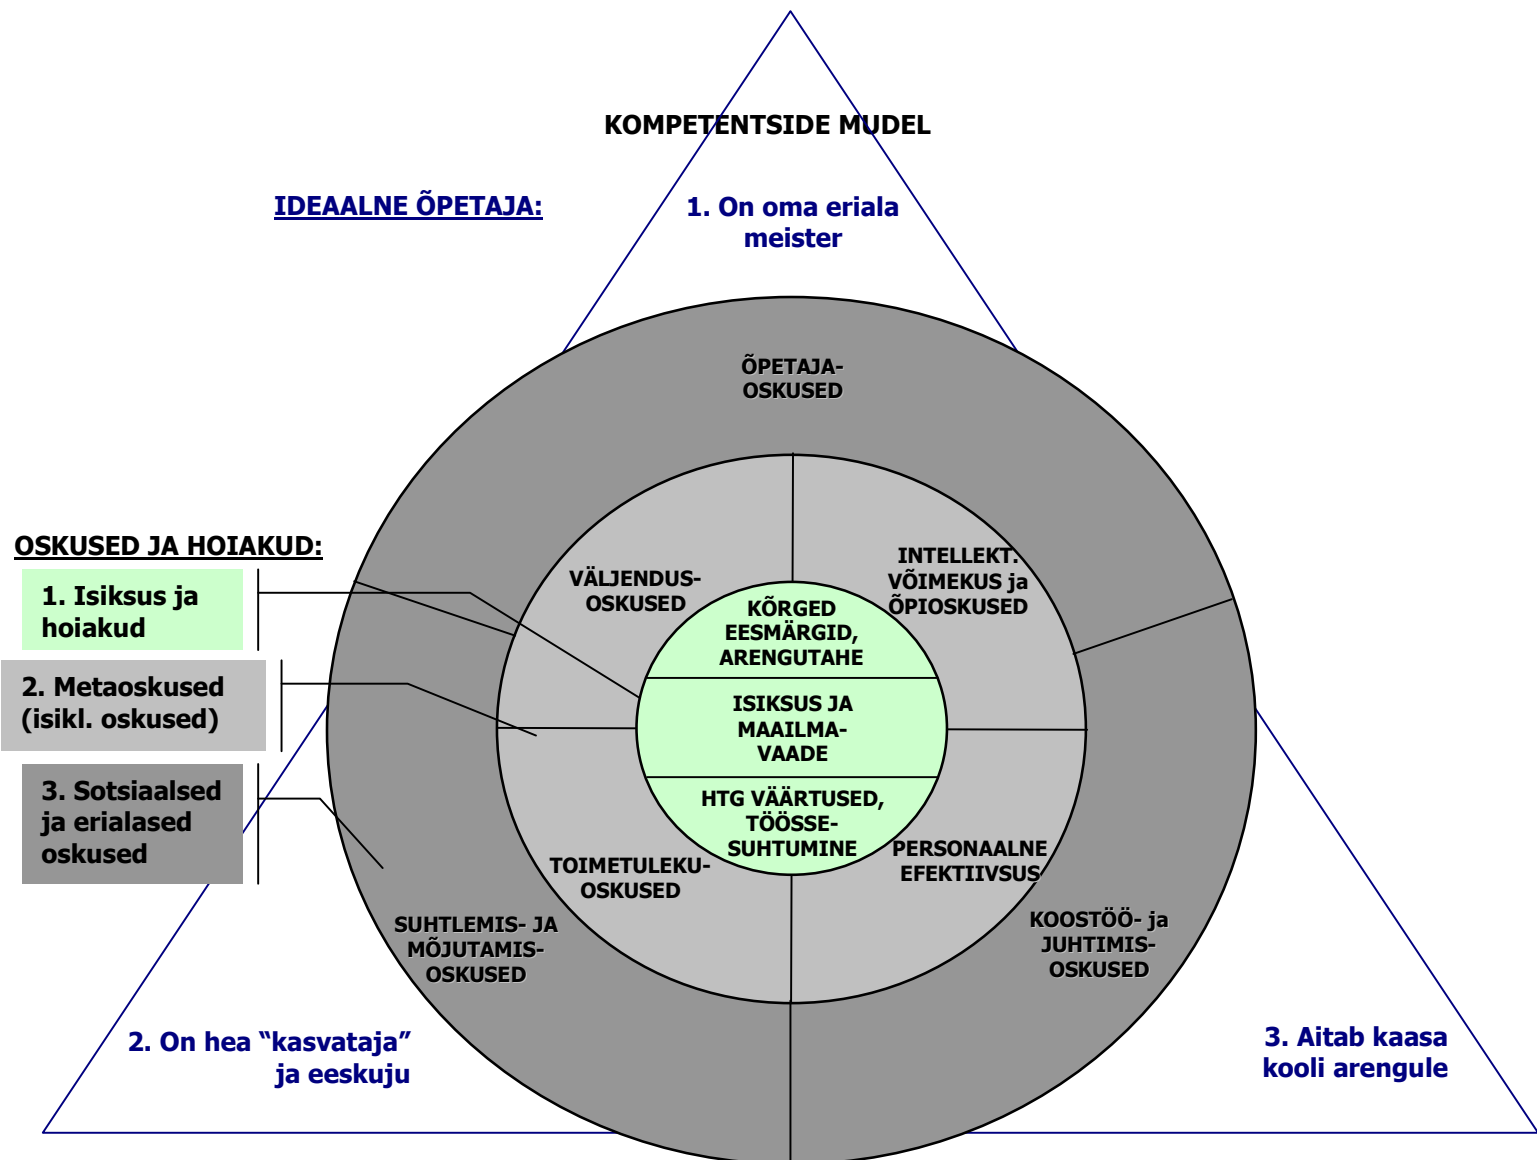 KOMPETENTSIDE MUDEL
IDEAALNE ÕPETAJA:
1. On oma eriala
meister
ÕPETAJA-
OSKUSED
OSKUSED JA HOIAKUD:
1. Isiksus ja
hoiakud
2. Metaoskused
(isikl. oskused)
3. Sotsiaalsed
ja erialased
oskused
VÄLJENDUS-
OSKUSED
INTELLEKT.
VÕIMEKUS ja
ÕPIOSKUSED
KÕRGED
EESMÄRGID,
ARENGUTAHE
ISIKSUS JA
MAAILMA-
VAADE
HTG VÄÄRTUSED,
TÖÖSSE-
SUHTUMINE
TOIMETULEKU-
OSKUSED
PERSONAALNE
EFEKTIIVSUS
SUHTLEMIS- JA
MÕJUTAMIS-
OSKUSED
KOOSTÖÖ- ja
JUHTIMIS-
OSKUSED
2. On hea “kasvataja”
ja eeskuju
3. Aitab kaasa
kooli arengule